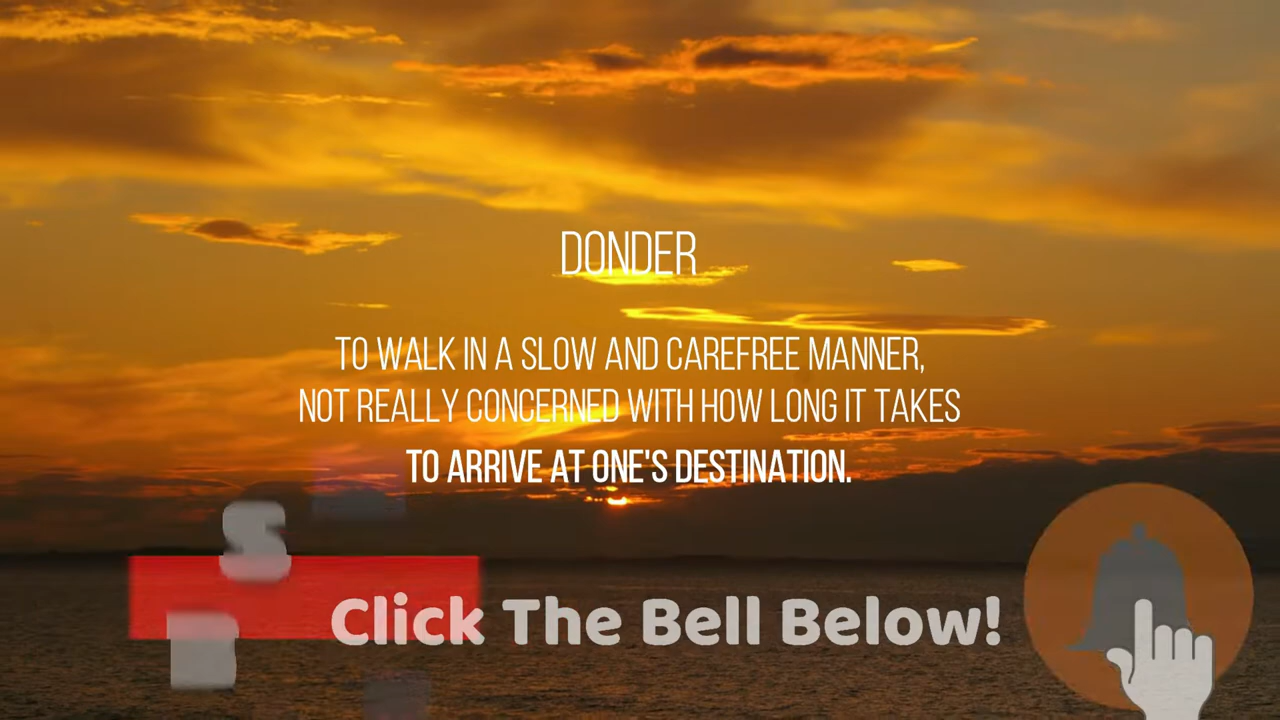 DONDER
TO WALK IN A SLOW AND CAREFREE MANNER,
NOT REALLY CONCERNED WITH HOW LONG IT TAKES
TO ARRIVE AT ONE'S DESTINATION.
S
Click The Bell Below!